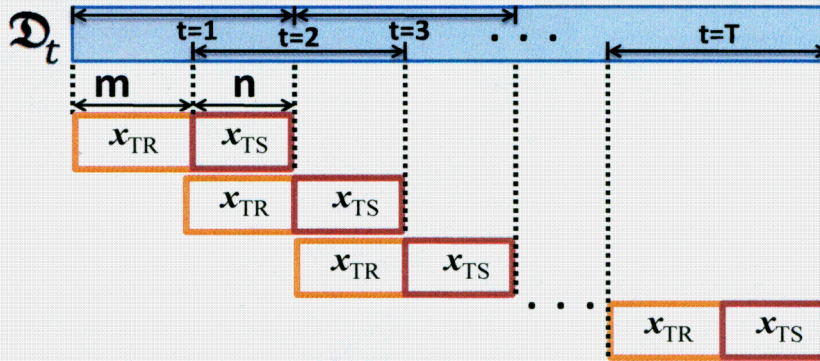 𝔇t
t=1 t=2 t=3 . . . t=T
m n
xTR xTS
xTR xTS
xTR xTS
. . .
xTR xTS